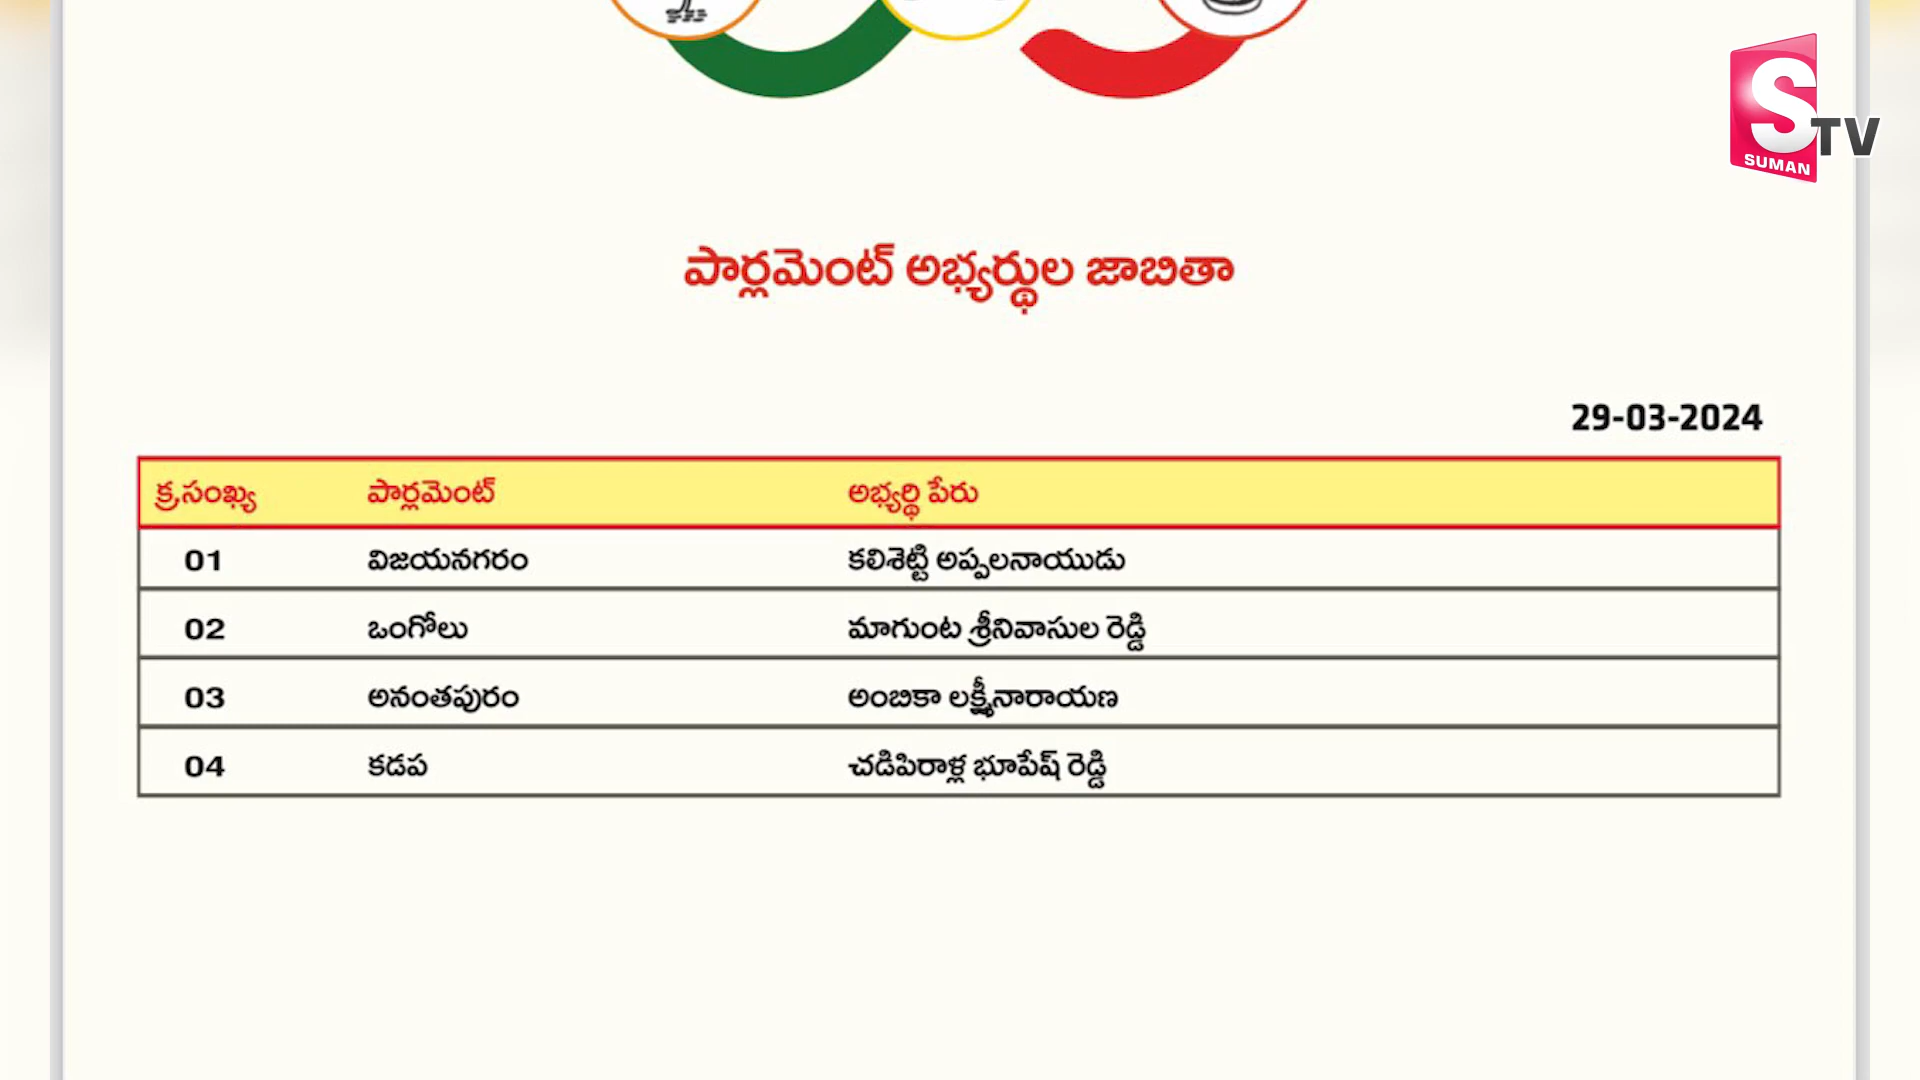 S TV
SUMAN
పార్లమెంట్ అభ్యర్థుల జాబితా
29-03-2024
క్ర.సంఖ్య పార్లమెంట్ అభ్యర్థి పేరు
01 విజయనగరం కలిశెట్టి అప్పలనాయుడు
02 ఒంగోలు మాగుంట శ్రీనివాసుల రెడ్డి
03 అనంతపురం అంబికా లక్ష్మీనారాయణ
04 కడప చడిపిరాళ్ల భూపేష్ రెడ్డి